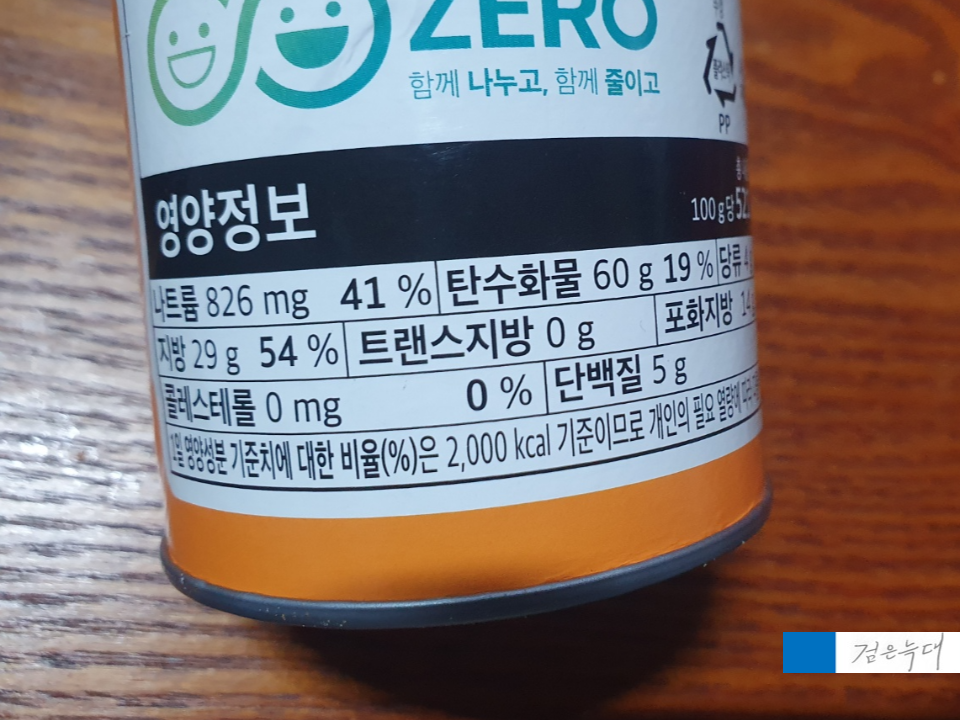 ZERO
함께 나누고, 함께 줄이고
PP
영양정보
100 g당
나트륨 826 mg 41 % 탄수화물 60 g 19 % 당류
지방 29 g 54 % 트랜스지방 0 g 포화지방
콜레스테롤 0 mg 0 % 단백질 5 g
1일 영양성분 기준치에 대한 비율(%)은 2,000 kcal 기준이므로 개인의 필요 열량에
검은늑대